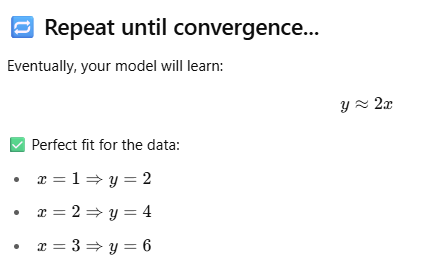 🔁 Repeat until convergence...
Eventually, your model will learn:
y ≈ 2x
✅ Perfect fit for the data:
• x = 1 ⇒ y = 2
• x = 2 ⇒ y = 4
• x = 3 ⇒ y = 6